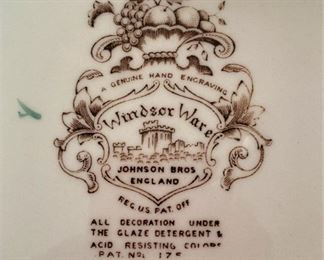 A GENUINE HAND ENGRAVING
Windsor Ware
JOHNSON BROS
ENGLAND
REG. U.S. PAT. OFF
ALL DECORATION UNDER
THE GLAZE DETERGENT &
ACID RESISTING COLORS
PAT. NO.